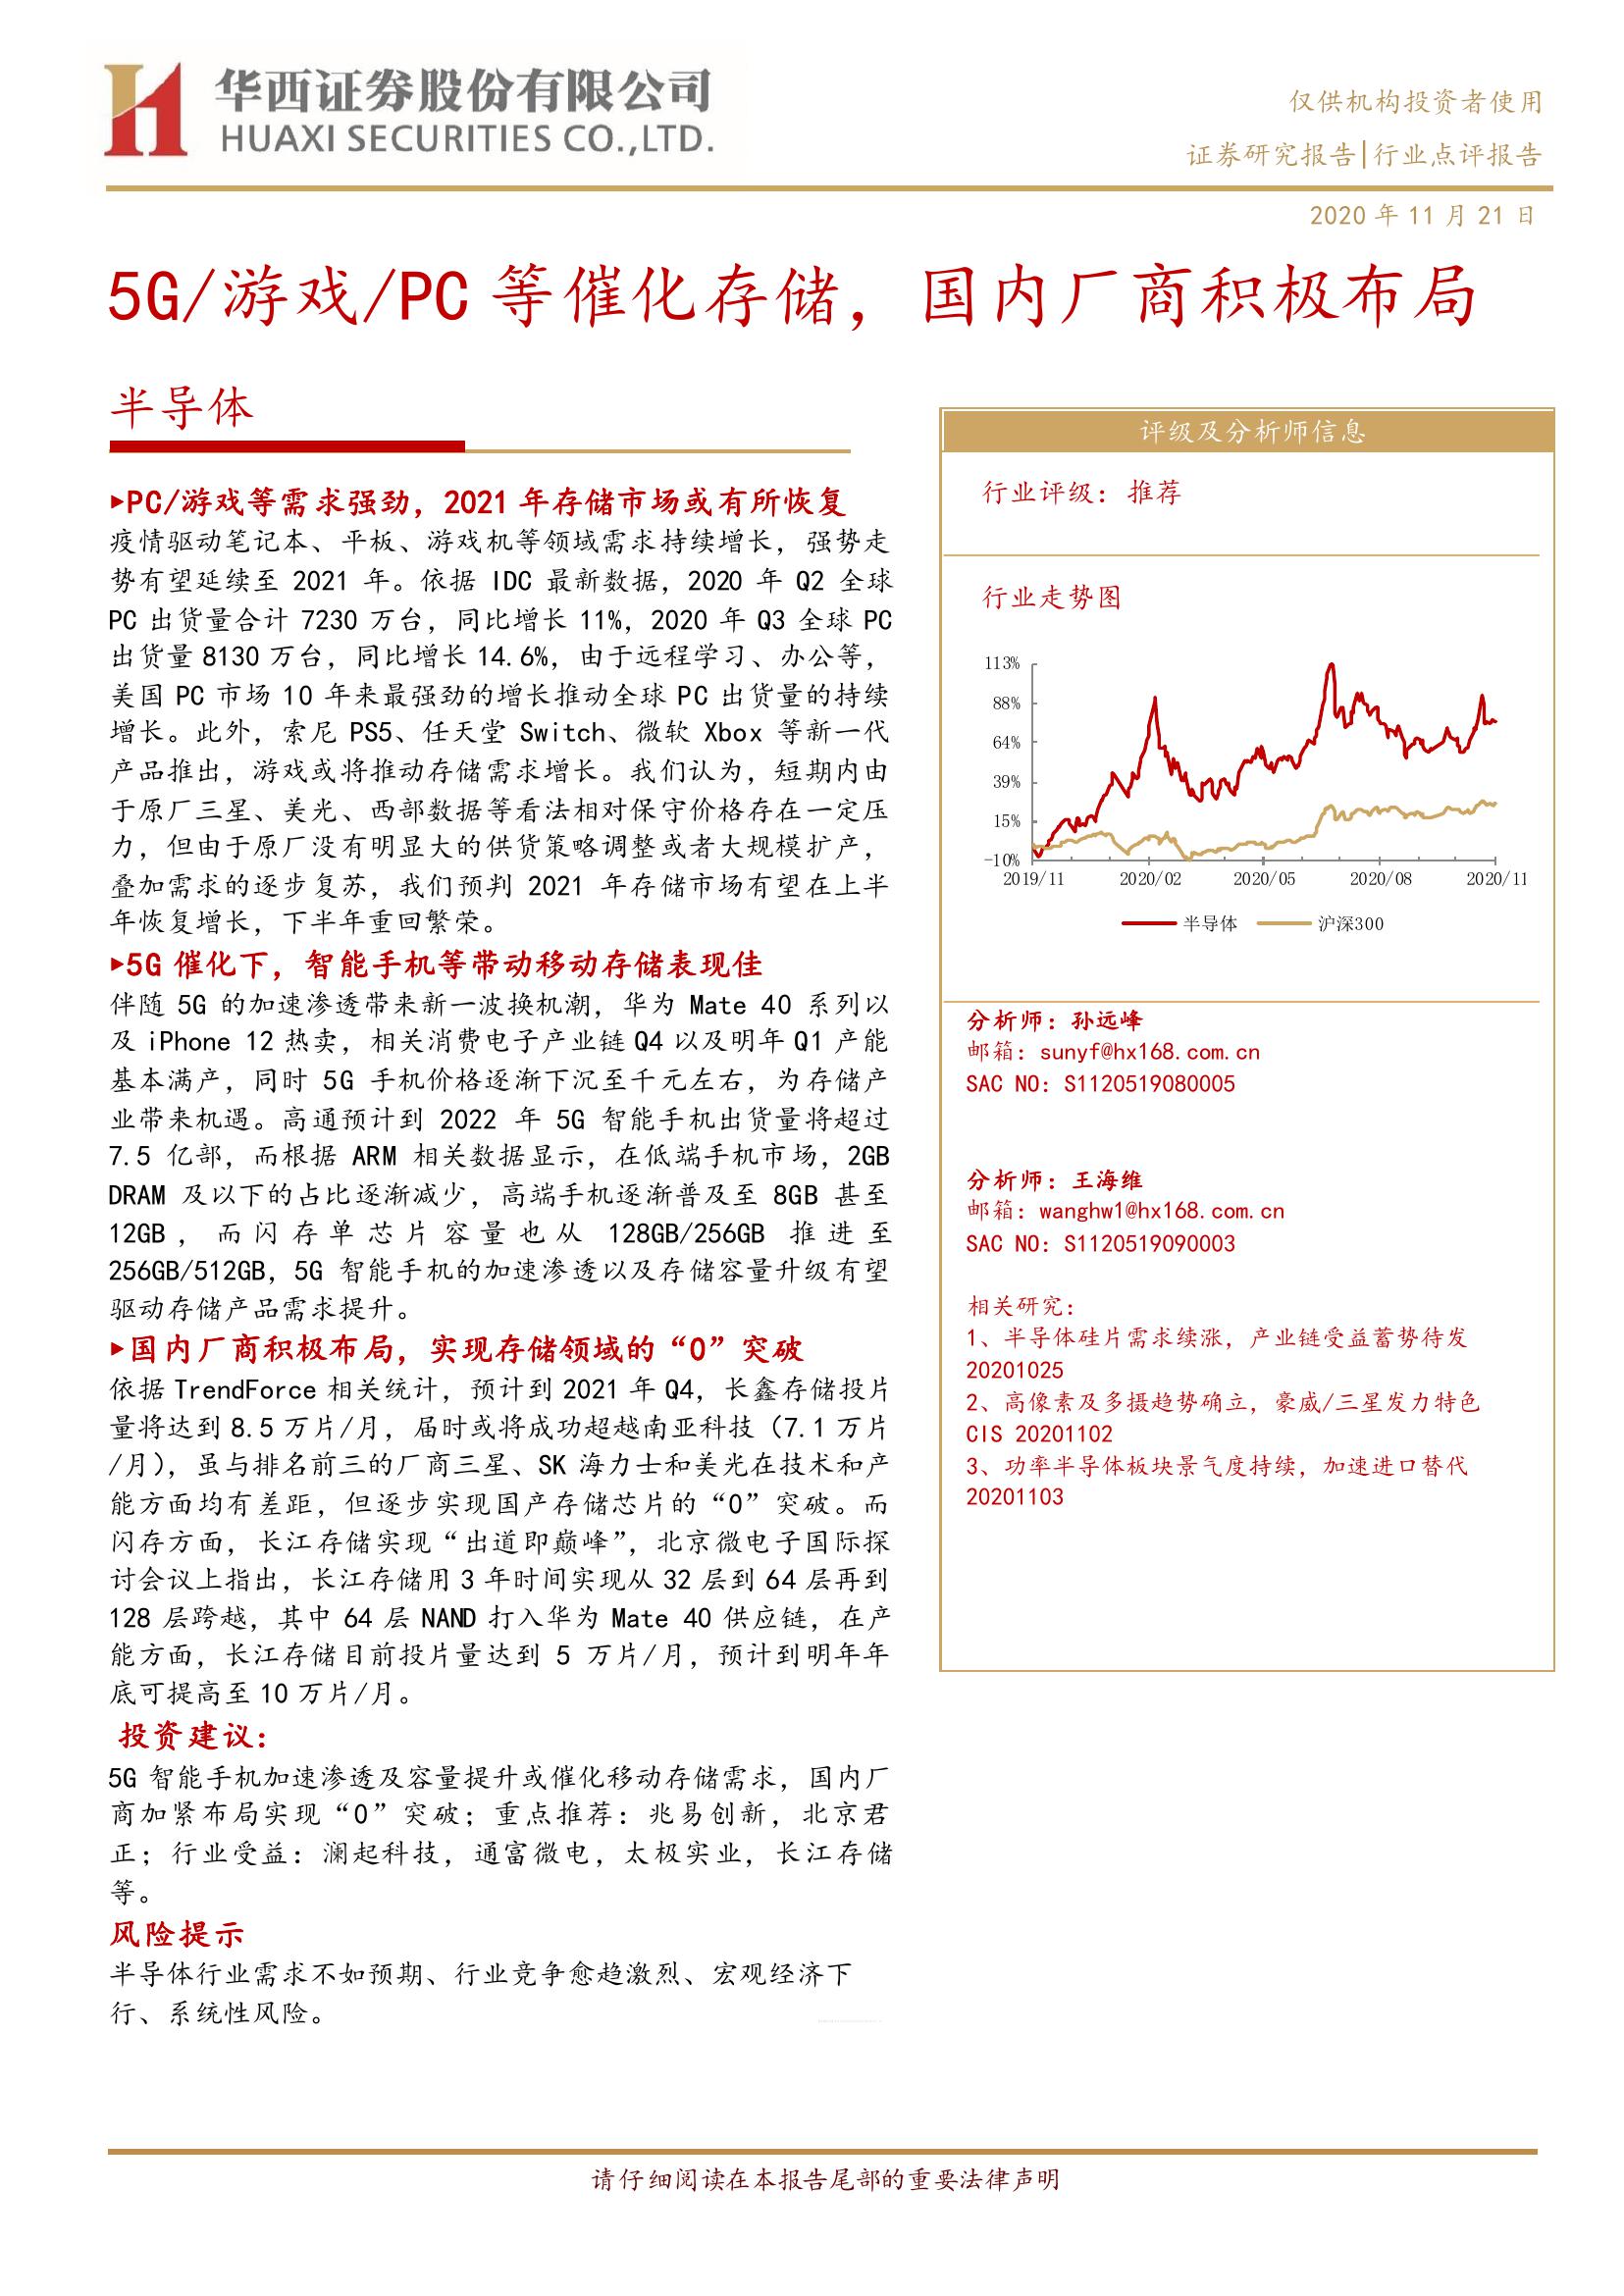 华西证券股份有限公司
HUAXI SECURITIES CO.,LTD.
仅供机构投资者使用
证券研究报告|行业点评报告
2020 年 11 月 21 日
5G/游戏/PC 等催化存储，国内厂商积极布局
半导体
▶PC/游戏等需求强劲，2021 年存储市场或有所恢复
疫情驱动笔记本、平板、游戏机等领域需求持续增长，强势走
势有望延续至 2021 年。依据 IDC 最新数据，2020 年 Q2 全球
PC 出货量合计 7230 万台，同比增长 11%，2020 年 Q3 全球 PC
出货量 8130 万台，同比增长 14.6%，由于远程学习、办公等，
美国 PC 市场 10 年来最强劲的增长推动全球 PC 出货量的持续
增长。此外，索尼 PS5、任天堂 Switch、微软 Xbox 等新一代
产品推出，游戏或将推动存储需求增长。我们认为，短期内由
于原厂三星、美光、西部数据等看法相对保守价格存在一定压
力，但由于原厂没有明显大的供货策略调整或者大规模扩产，
叠加需求的逐步复苏，我们预判 2021 年存储市场有望在上半
年恢复增长，下半年重回繁荣。
▶5G 催化下，智能手机等带动移动存储表现佳
伴随 5G 的加速渗透带来新一波换机潮，华为 Mate 40 系列以
及 iPhone 12 热卖，相关消费电子产业链 Q4 以及明年 Q1 产能
基本满产，同时 5G 手机价格逐渐下沉至千元左右，为存储产
业带来机遇。高通预计到 2022 年 5G 智能手机出货量将超过
7.5 亿部，而根据 ARM 相关数据显示，在低端手机市场，2GB
DRAM 及以下的占比逐渐减少，高端手机逐渐普及至 8GB 甚至
12GB，而闪存单芯片容量也从 128GB/256GB 推进至
256GB/512GB，5G 智能手机的加速渗透以及存储容量升级有望
驱动存储产品需求提升。
▶国内厂商积极布局，实现存储领域的“0”突破
依据 TrendForce 相关统计，预计到 2021 年 Q4，长鑫存储投片
量将达到 8.5 万片/月，届时或将成功超越南亚科技（7.1 万片
/月），虽与排名前三的厂商三星、SK 海力士和美光在技术和产
能方面均有差距，但逐步实现国产存储芯片的“0”突破。而
闪存方面，长江存储实现“出道即巅峰”，北京微电子国际探
讨会议上指出，长江存储用 3 年时间实现从 32 层到 64 层再到
128 层跨越，其中 64 层 NAND 打入华为 Mate 40 供应链，在产
能方面，长江存储目前投片量达到 5 万片/月，预计到明年年
底可提高至 10 万片/月。
投资建议：
5G 智能手机加速渗透及容量提升或催化移动存储需求，国内厂
商加紧布局实现“0”突破；重点推荐：兆易创新，北京君
正；行业受益：澜起科技，通富微电，太极实业，长江存储
等。
风险提示
半导体行业需求不如预期、行业竞争愈趋激烈、宏观经济下
行、系统性风险。
评级及分析师信息
行业评级：推荐
行业走势图
113%
88%
64%
39%
15%
-10%
2019/11 2020/02 2020/05 2020/08 2020/11
半导体 沪深300
分析师：孙远峰
邮箱：sunyf@hx168.com.cn
SAC NO：S1120519080005
分析师：王海维
邮箱：wanghw1@hx168.com.cn
SAC NO：S1120519090003
相关研究：
1、半导体硅片需求续涨，产业链受益蓄势待发
20201025
2、高像素及多摄趋势确立，豪威/三星发力特色
CIS 20201102
3、功率半导体板块景气度持续，加速进口替代
20201103
请仔细阅读在本报告尾部的重要法律声明